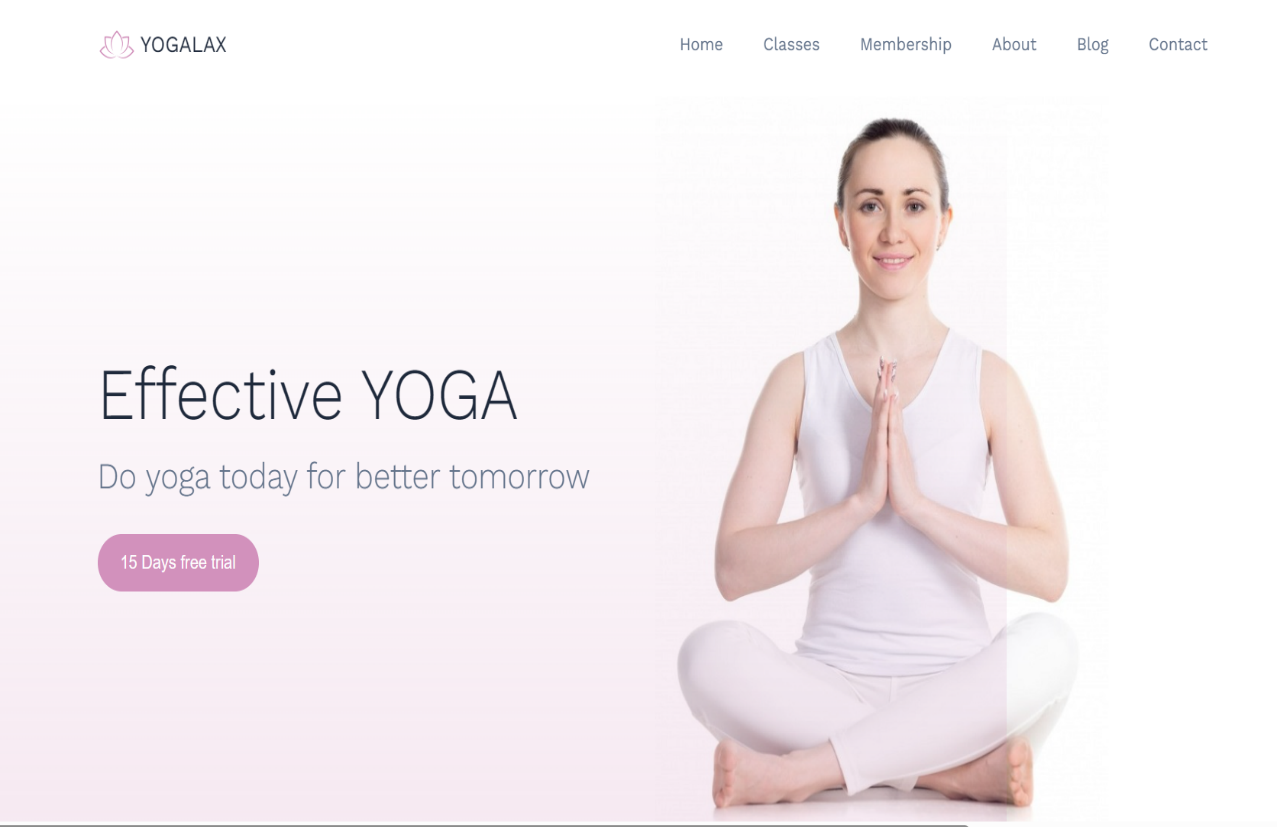 YOGALAX
Home Classes Membership About Blog Contact
Effective YOGA
Do yoga today for better tomorrow
15 Days free trial